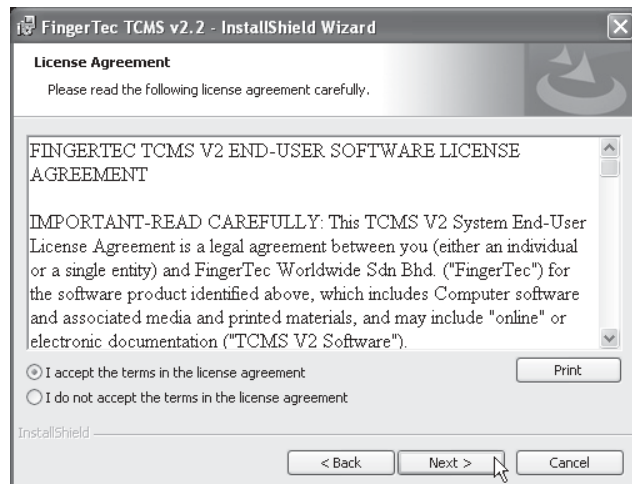 FingerTec TCMS v2.2 - InstallShield Wizard
License Agreement
Please read the following license agreement carefully.
FINGERTEC TCMS V2 END-USER SOFTWARE LICENSE
AGREEMENT
IMPORTANT-READ CAREFULLY: This TCMS V2 System End-User
License Agreement is a legal agreement between you (either an individual
or a single entity) and FingerTec Worldwide Sdn Bhd. ("FingerTec") for
the software product identified above, which includes Computer software
and associated media and printed materials, and may include "online" or
electronic documentation ("TCMS V2 Software").
I accept the terms in the license agreement
Print
I do not accept the terms in the license agreement
InstallShield
< Back
Next >
Cancel